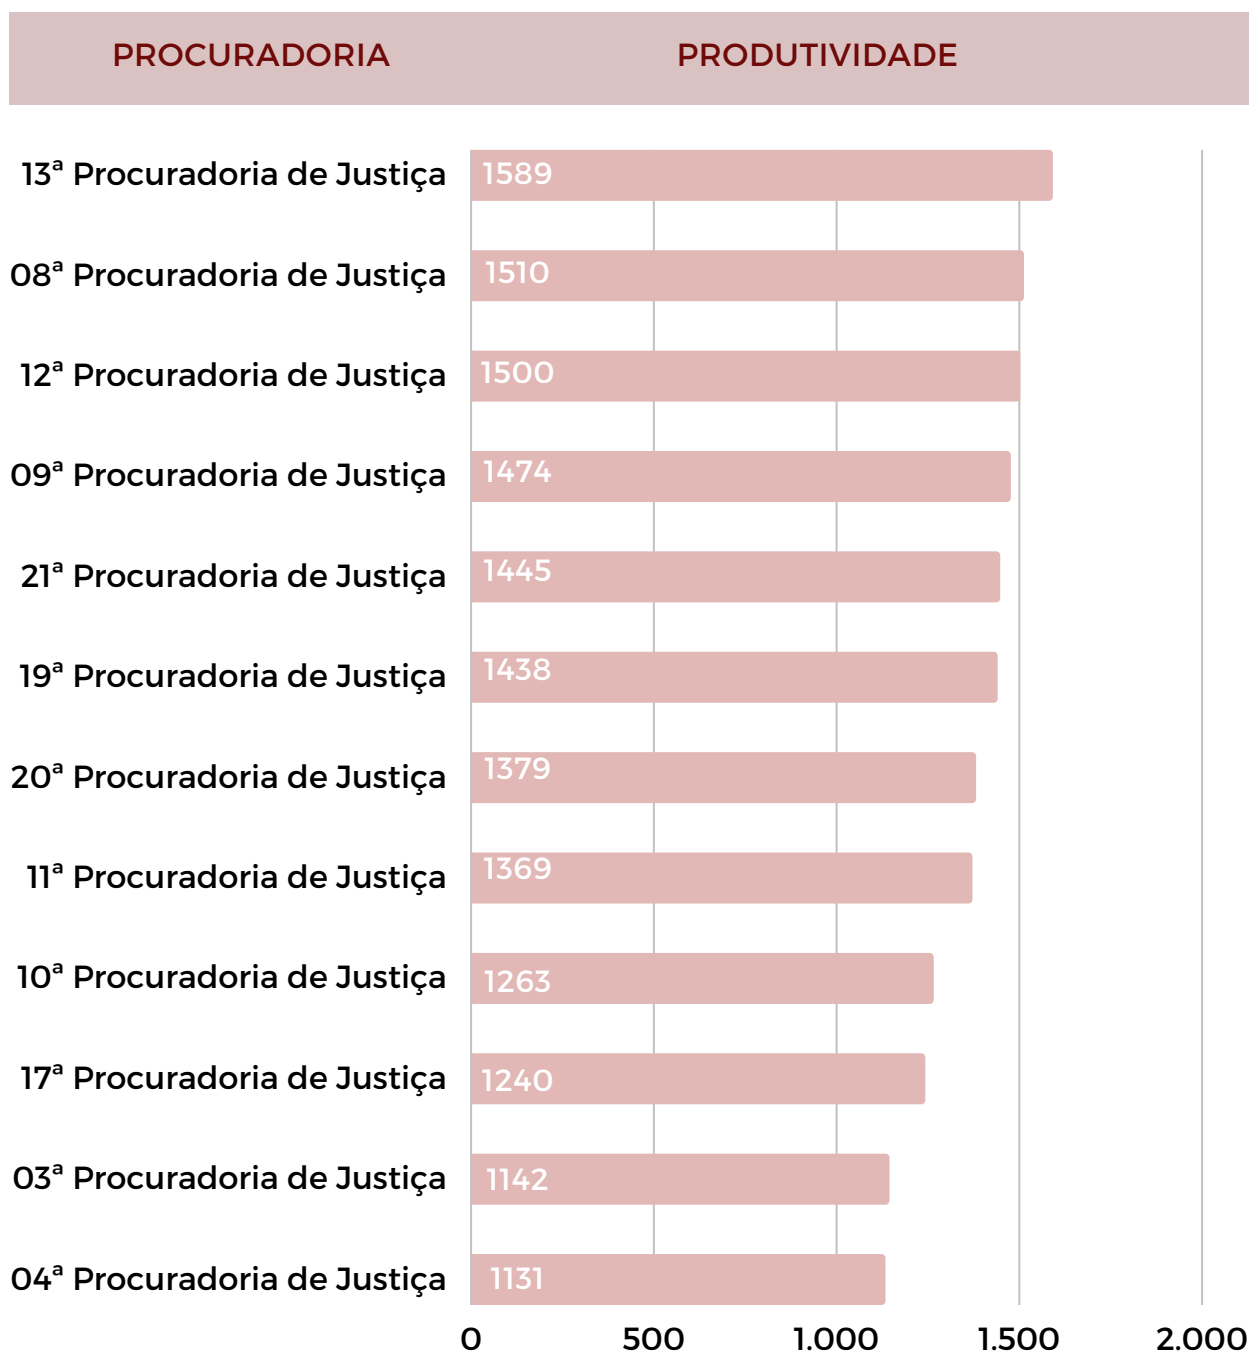 PROCURADORIA PRODUTIVIDADE
13ª Procuradoria de Justiça 1589
08ª Procuradoria de Justiça 1510
12ª Procuradoria de Justiça 1500
09ª Procuradoria de Justiça 1474
21ª Procuradoria de Justiça 1445
19ª Procuradoria de Justiça 1438
20ª Procuradoria de Justiça 1379
11ª Procuradoria de Justiça 1369
10ª Procuradoria de Justiça 1263
17ª Procuradoria de Justiça 1240
03ª Procuradoria de Justiça 1142
04ª Procuradoria de Justiça 1131
0 500 1.000 1.500 2.000